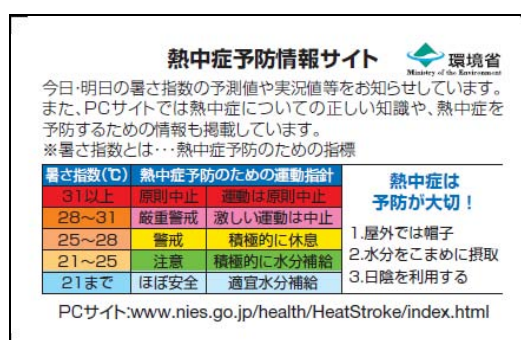 熱中症予防情報サイト
環境省
Ministry of the Environment
今日・明日の暑さ指数の予測値や実況値等をお知らせしています。
また、PCサイトでは熱中症についての正しい知識や、熱中症を
予防するための情報も掲載しています。
※暑さ指数とは･･･熱中症予防のための指標
暑さ指数(℃) 熱中症予防のための運動指針
31以上 原則中止 運動は原則中止
28～31 厳重警戒 激しい運動は中止
25～28 警戒 積極的に休息
21～25 注意 積極的に水分補給
21まで ほぼ安全 適宜水分補給
熱中症は
予防が大切！
1.屋外では帽子
2.水分をこまめに摂取
3.日陰を利用する
PCサイト:www.nies.go.jp/health/HeatStroke/index.html